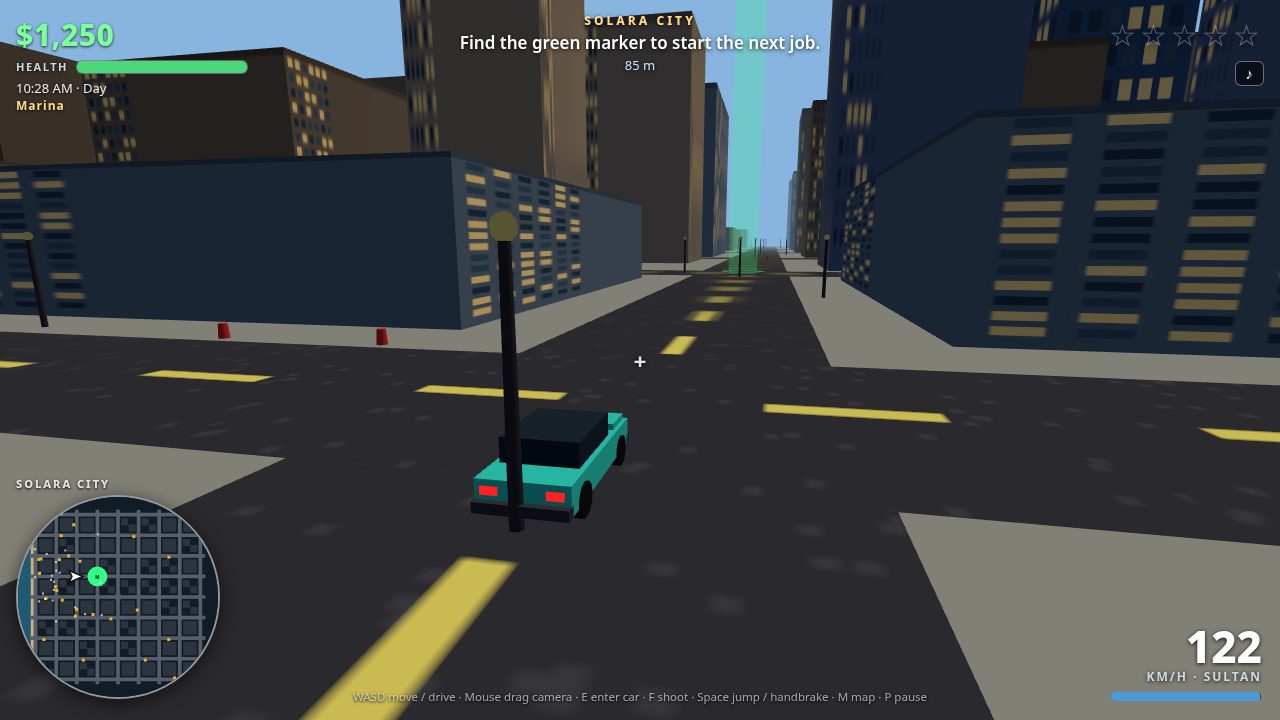 $1,250
HEALTH
10:28 AM · Day
Marina
SOLARA CITY
Find the green marker to start the next job.
85 m
☆☆☆☆☆
♪
SOLARA CITY
N
122
KM/H · SULTAN
WASD move / drive · Mouse drag camera · E enter car · F shoot · Space jump / handbrake · M map · P pause